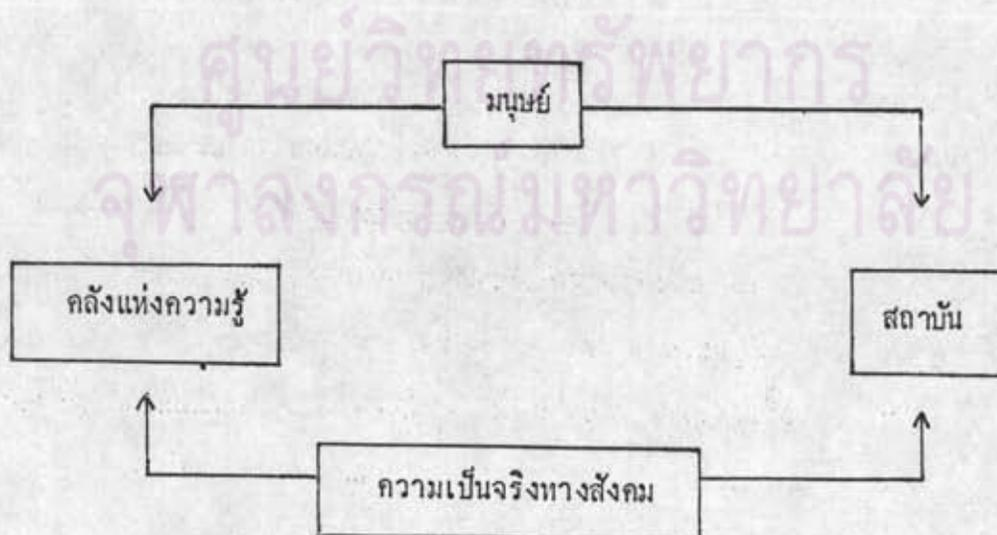 ศูนย์วิทยทรัพยากร
มนุษย์
จุฬาลงกรณ์มหาวิทยาลัย
คลังแห่งความรู้
สถาบัน
ความเป็นจริงทางสังคม